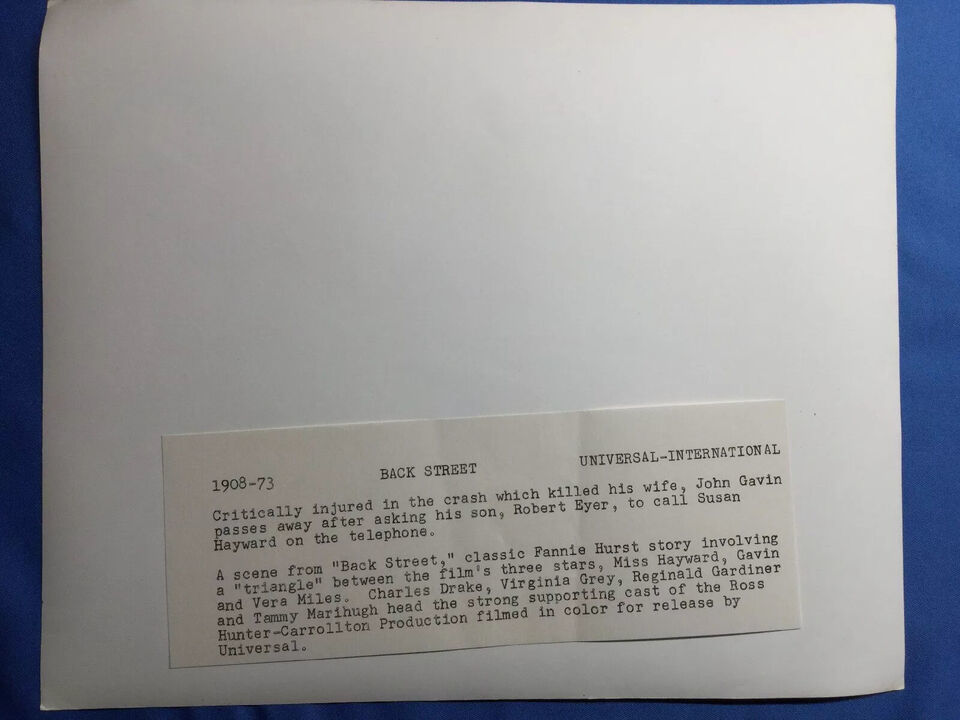 1908-73 BACK STREET UNIVERSAL-INTERNATIONAL
Critically injured in the crash which killed his wife, John Gavin
passes away after asking his son, Robert Eyer, to call Susan
Hayward on the telephone.
A scene from "Back Street," classic Fannie Hurst story involving
a "triangle" between the film's three stars, Miss Hayward, Gavin
and Vera Miles. Charles Drake, Virginia Grey, Reginald Gardiner
and Tammy Marihugh head the strong supporting cast of the Ross
Hunter-Carrollton Production filmed in color for release by
Universal.